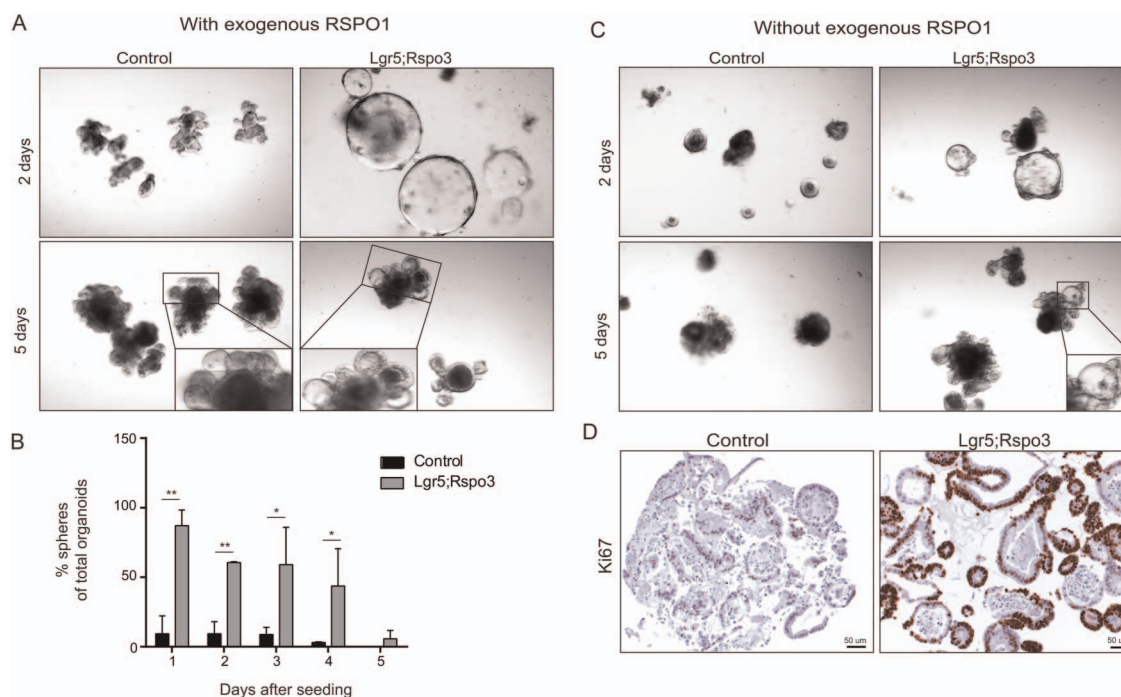 A
With exogenous RSPO1
Control
Lgr5;Rspo3
2 days
5 days
B
150
100
50
0
% spheres
of total organoids
Control
Lgr5;Rspo3
**
**
*
*
1
2
3
4
5
Days after seeding
C
Without exogenous RSPO1
Control
Lgr5;Rspo3
2 days
5 days
D
Control
Lgr5;Rspo3
Ki67
50 um
50 u